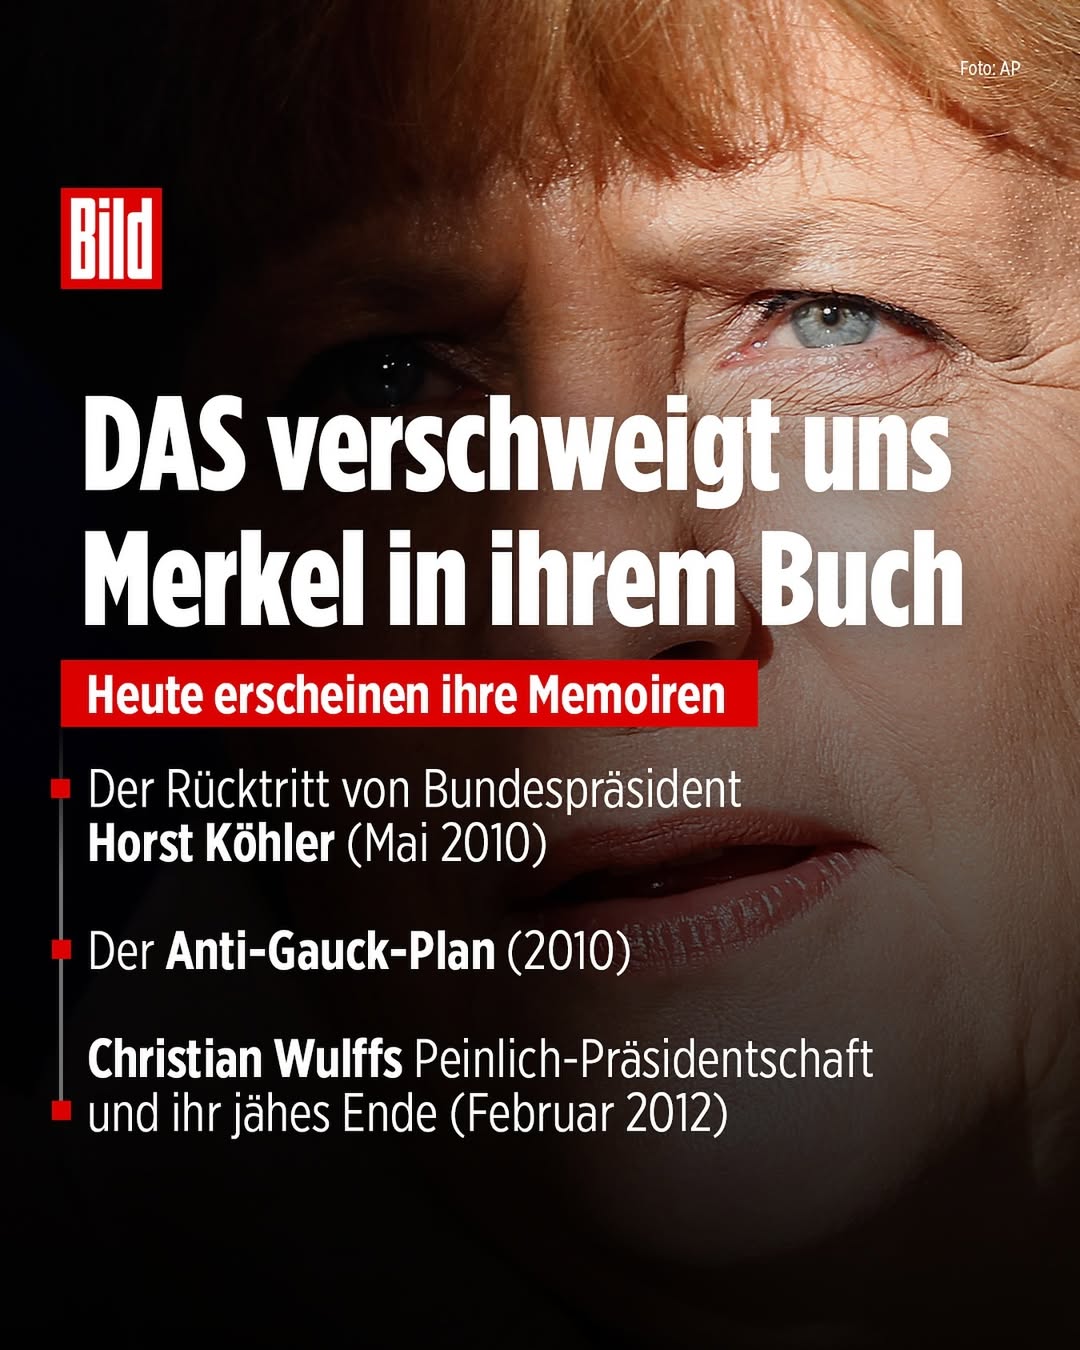 Foto: AP
Bild
DAS verschweigt uns
Merkel in ihrem Buch
Heute erscheinen ihre Memoiren
Der Rücktritt von Bundespräsident
Horst Köhler (Mai 2010)
Der Anti-Gauck-Plan (2010)
Christian Wulffs Peinlich-Präsidentschaft
und ihr jähes Ende (Februar 2012)